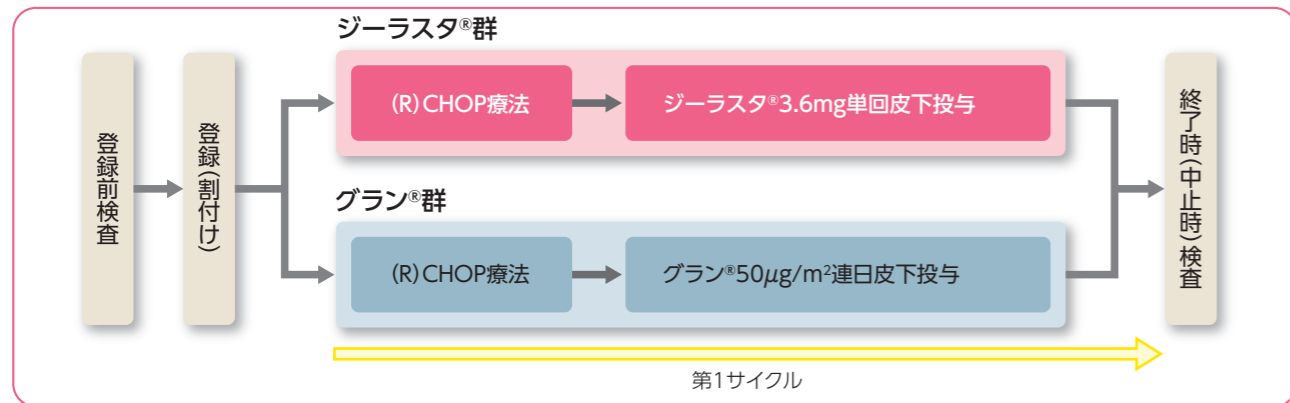 登録前検査
登録(割付け)
ジーラスタ®群
(R)CHOP療法
ジーラスタ®3.6mg単回皮下投与
グラン®群
(R)CHOP療法
グラン®50μg/m²連日皮下投与
終了時(中止時)検査
第1サイクル